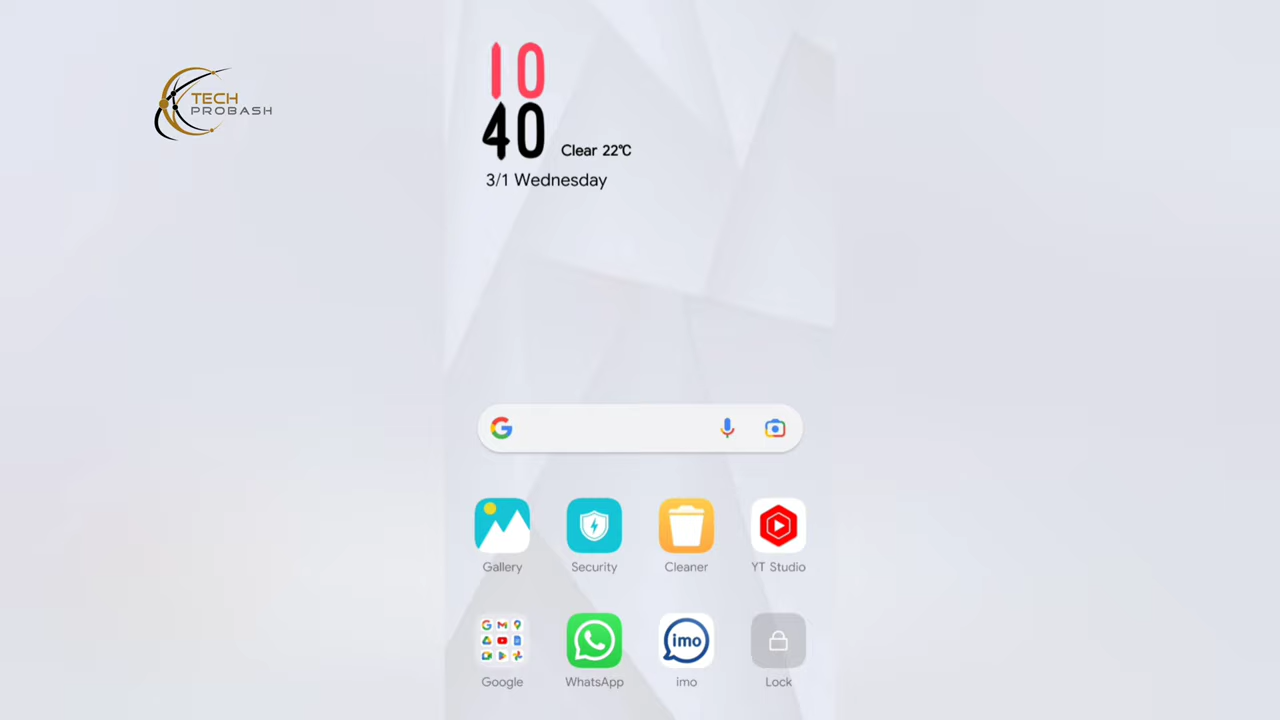 TECH
PROBASH
10
40
Clear 22℃
3/1 Wednesday
Gallery
Security
Cleaner
YT Studio
imo
Google
WhatsApp
imo
Lock